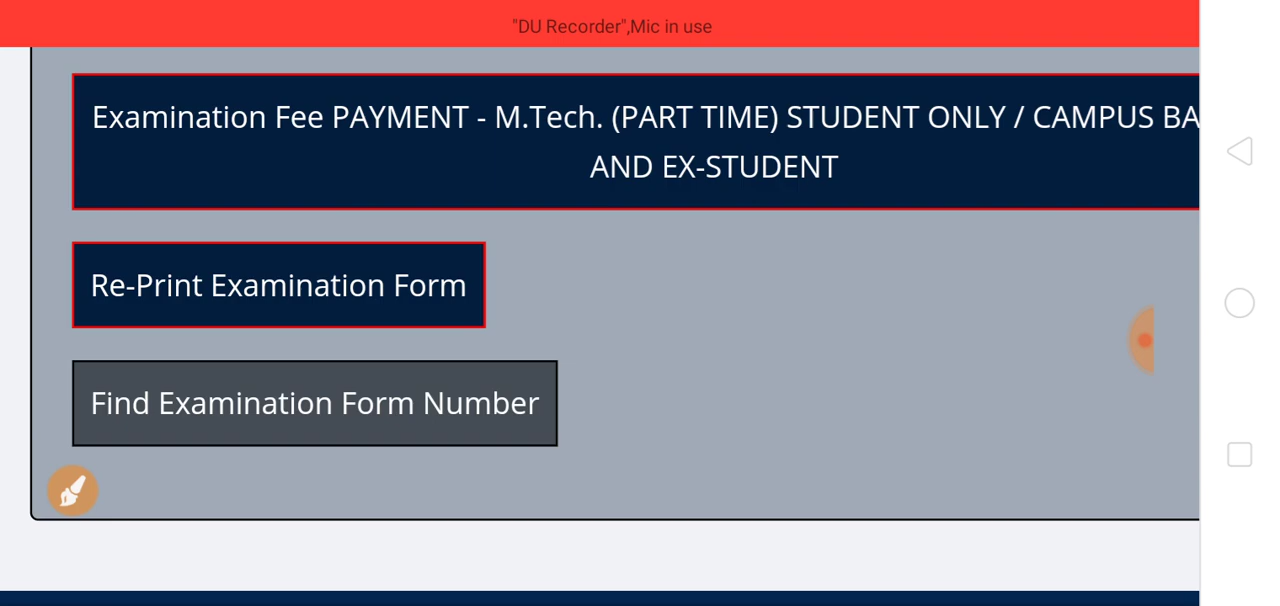 "DU Recorder",Mic in use
Examination Fee PAYMENT - M.Tech. (PART TIME) STUDENT ONLY / CAMPUS BA
AND EX-STUDENT
Re-Print Examination Form
Find Examination Form Number